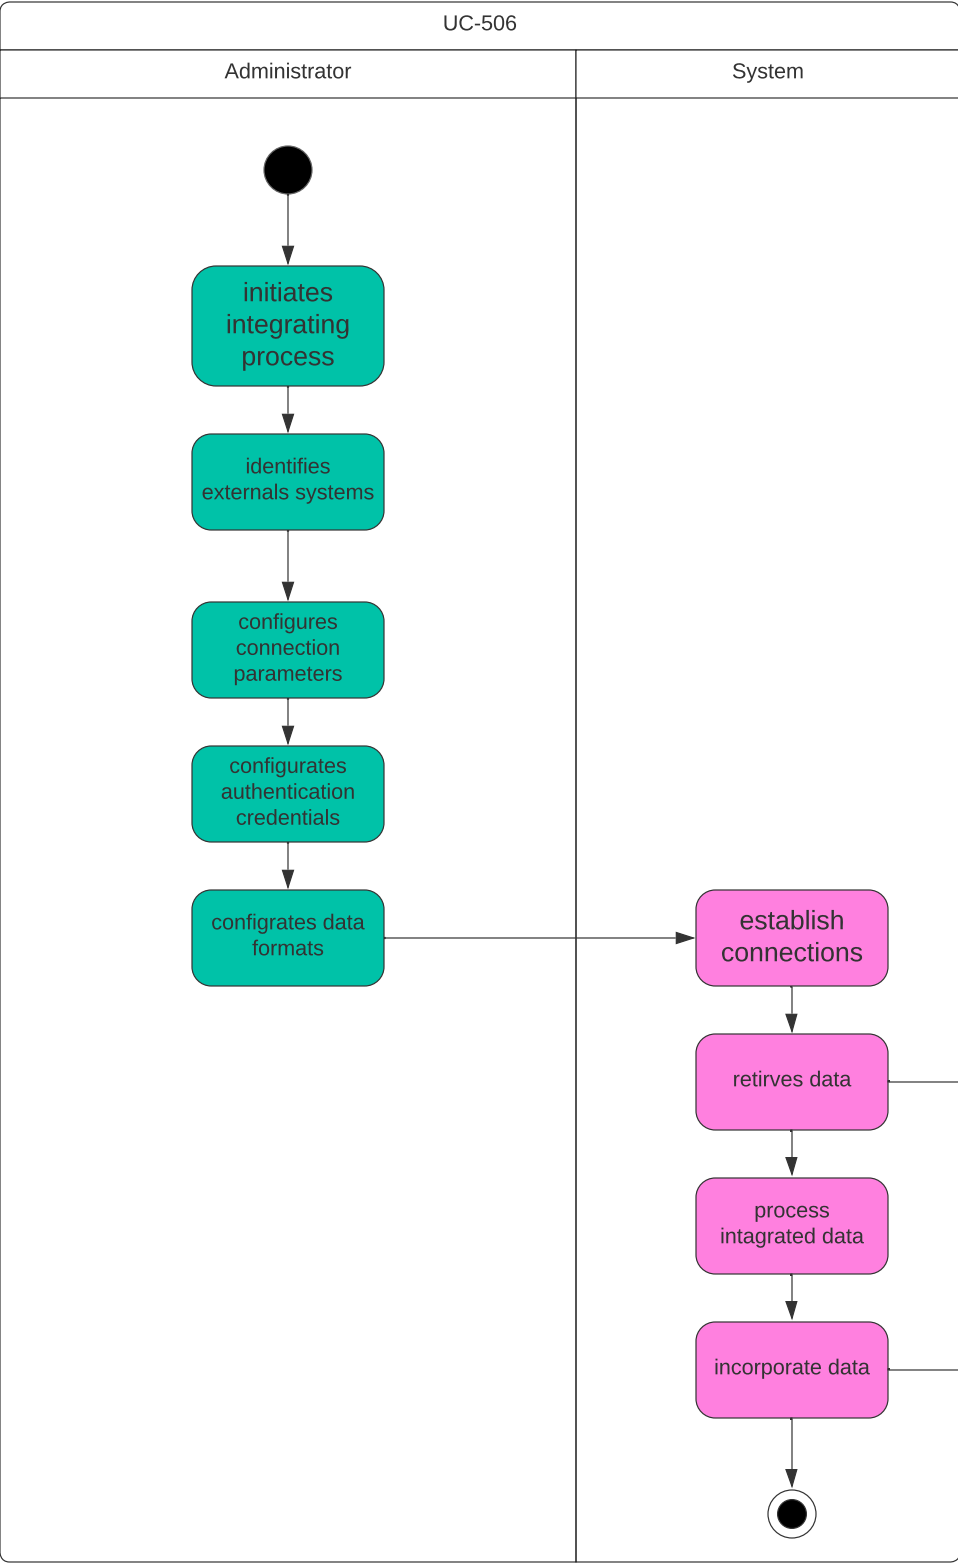 UC-506
Administrator
System
initiates
integrating
process
identifies
externals systems
configures
connection
parameters
configurates
authentication
credentials
configrates data
formats
establish
connections
retirves data
process
intagrated data
incorporate data